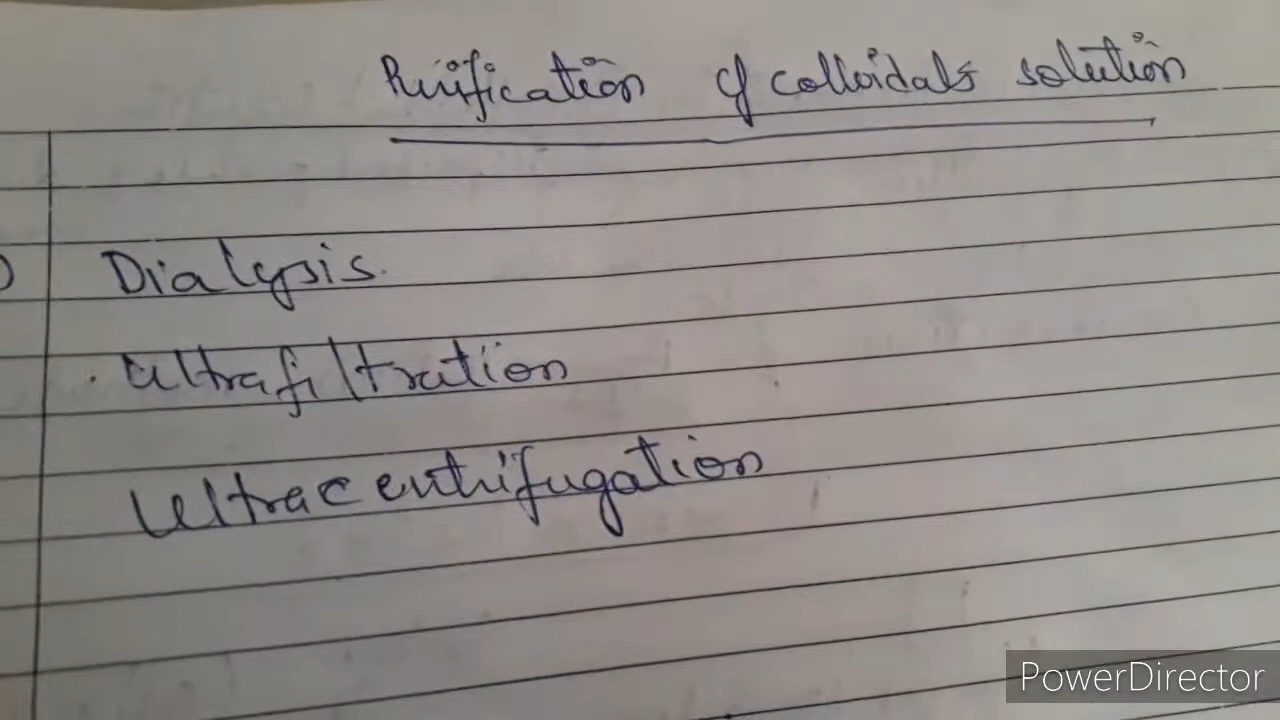 Purification of colloidals solution
) Dialysis.
. Ultrafiltration
Ultracentrifugation
PowerDirector